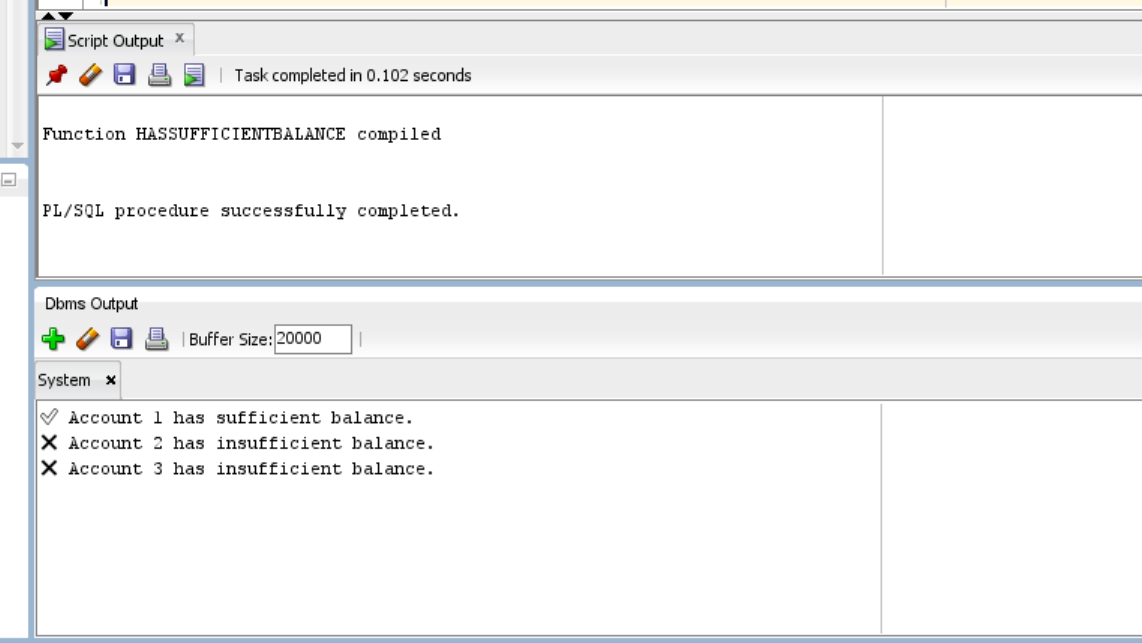 Script Output x
Task completed in 0.102 seconds
Function HASSUFFICIENTBALANCE compiled
PL/SQL procedure successfully completed.
Dbms Output
Buffer Size: 20000
System ×
✓ Account 1 has sufficient balance.
✕ Account 2 has insufficient balance.
✕ Account 3 has insufficient balance.